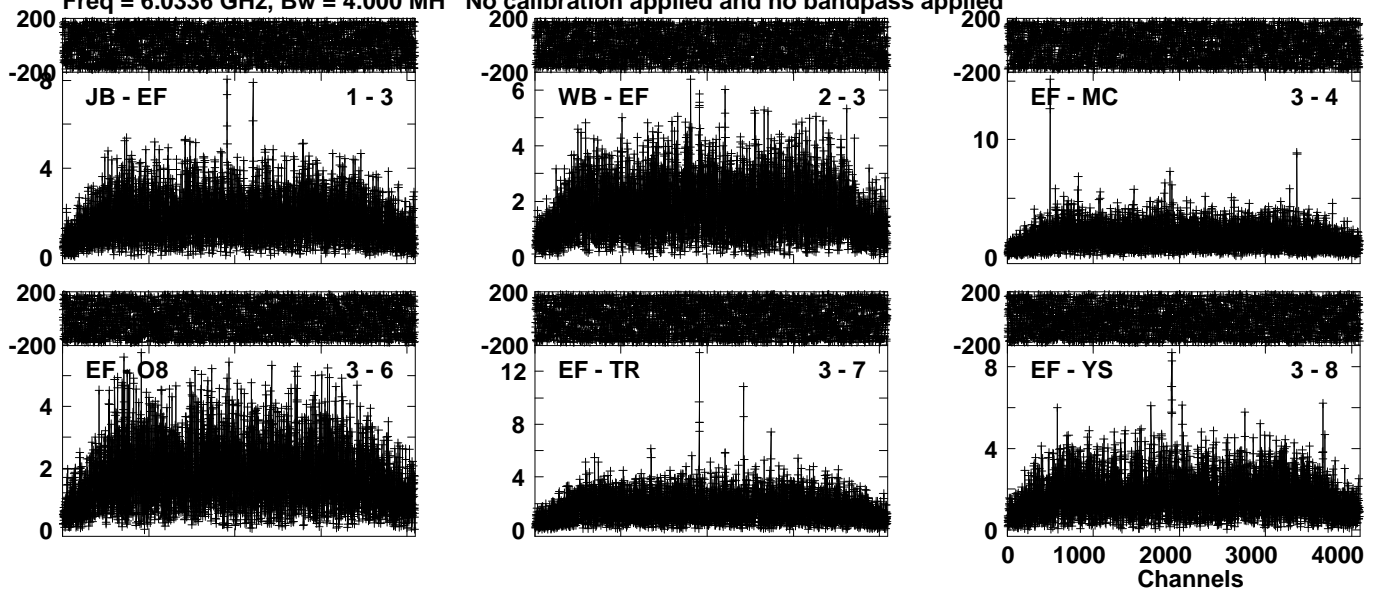 Freq = 6.0336 GHz, Bw = 4.000 MH No calibration applied and no bandpass applied
200 200 200
-200 -200 -200
8 JB - EF 1 - 3 WB - EF 2 - 3 EF - MC 3 - 4
6 10
4 4
2
0 0 0
200 200 200
-200 -200 -200
EF - O8 3 - 6 EF - TR 3 - 7 EF - YS 3 - 8
12 8
4 8 4
2 4
0 0 0
0 1000 2000 3000 4000
Channels